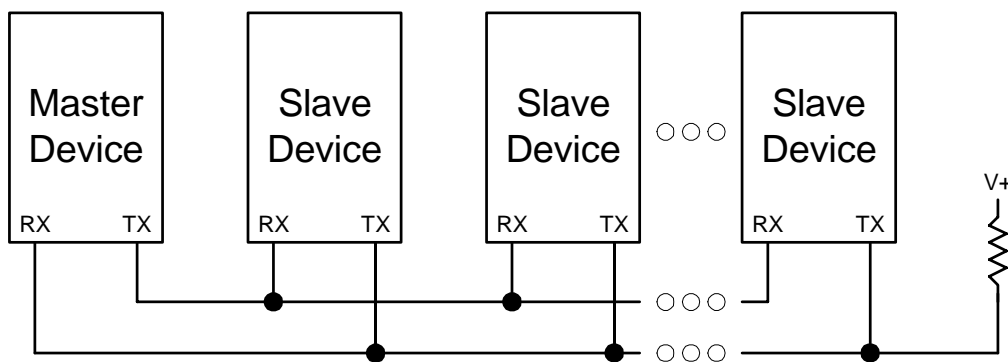 Master
Device
Slave
Device
Slave
Device
Slave
Device
RX TX
RX TX
RX TX
RX TX
V+